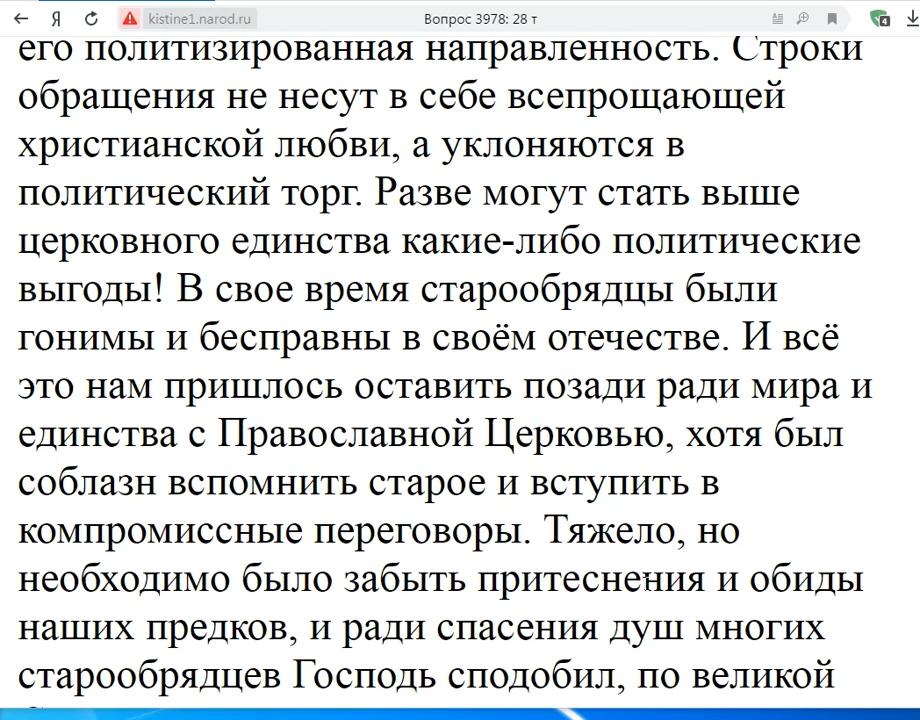 kistine1.narod.ru
Вопрос 3978: 28 т
4
его политизированная направленность. Строки
обращения не несут в себе всепрощающей
христианской любви, а уклоняются в
политический торг. Разве могут стать выше
церковного единства какие-либо политические
выгоды! В свое время старообрядцы были
гонимы и бесправны в своём отечестве. И всё
это нам пришлось оставить позади ради мира и
единства с Православной Церковью, хотя был
соблазн вспомнить старое и вступить в
компромиссные переговоры. Тяжело, но
необходимо было забыть притеснения и обиды
наших предков, и ради спасения душ многих
старообрядцев Господь сподобил, по великой